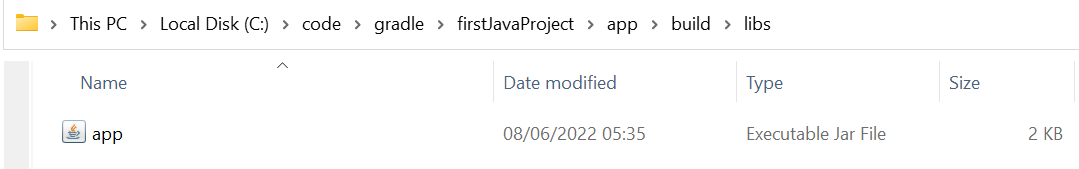 This PC > Local Disk (C:) > code > gradle > firstJavaProject > app > build > libs
Name Date modified Type Size
app 08/06/2022 05:35 Executable Jar File 2 KB